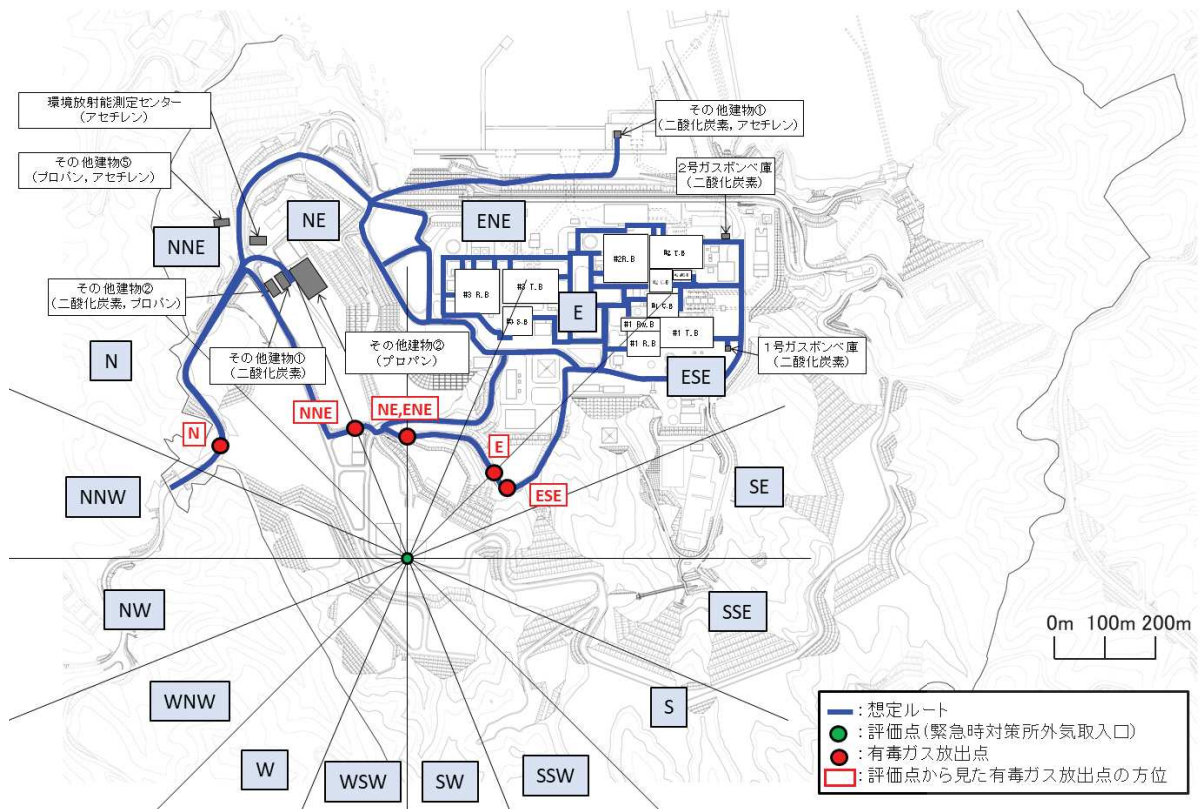 環境放射能測定センター
(アセチレン)
その他建物⑤
(プロパン, アセチレン)
その他建物①
(二酸化炭素, アセチレン)
2号ガスボンベ庫
(二酸化炭素)
NE
ENE
NNE
#2R.B
#3 R.B
#3 T.B
E
#1 R.B
#1 T.B
その他建物②
(二酸化炭素, プロパン)
その他建物①
(二酸化炭素)
その他建物②
(プロパン)
1号ガスボンベ庫
(二酸化炭素)
N
ESE
NNE
NE,ENE
N
E
ESE
NNW
SE
NW
SSE
WNW
S
W
WSW
SW
SSW
0m 100m 200m
:想定ルート
:評価点(緊急時対策所外気取入口)
:有毒ガス放出点
:評価点から見た有毒ガス放出点の方位